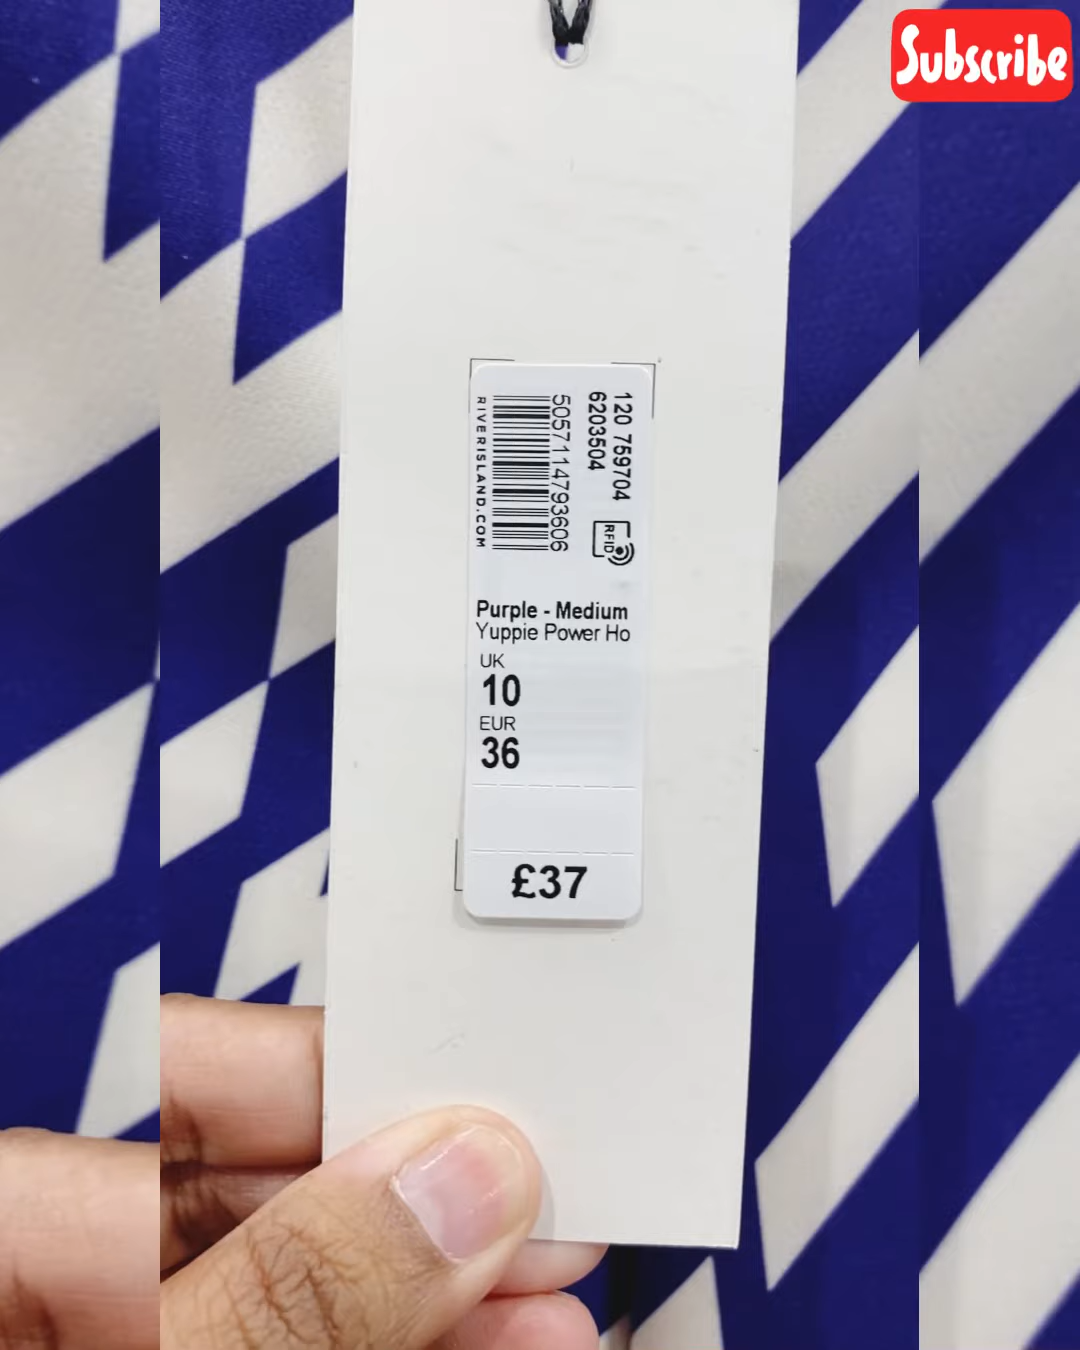 Subscribe
120 759704
6203504
RFID
5057114793606
RIVERISLAND.COM
Purple - Medium
Yuppie Power Ho
UK
10
EUR
36
£37